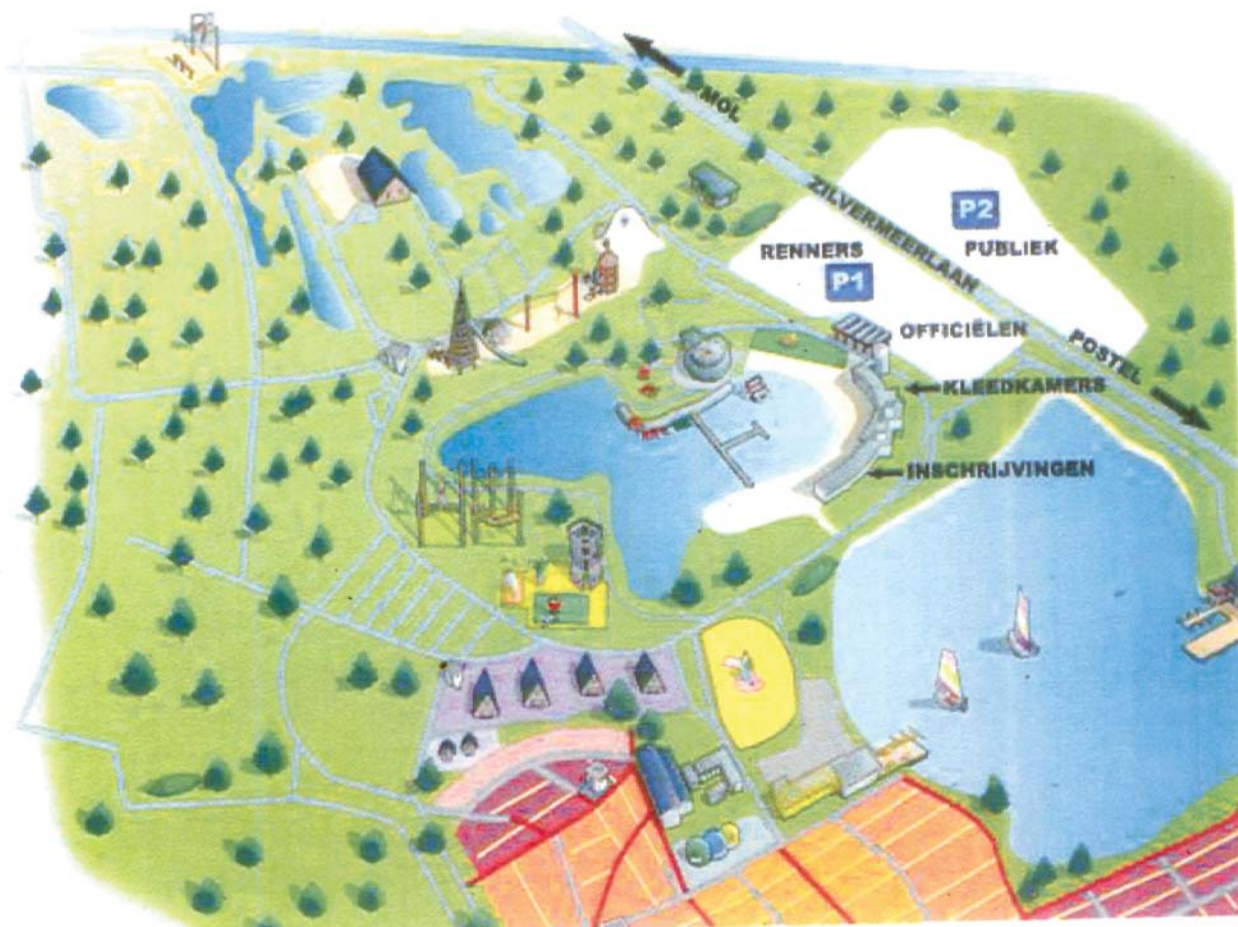 MOL
ZILVERMEERLAAN
P2
PUBLIEK
RENNERS
P1
OFFICIËLEN
POSTEL
KLEEDKAMERS
INSCHRIJVINGEN